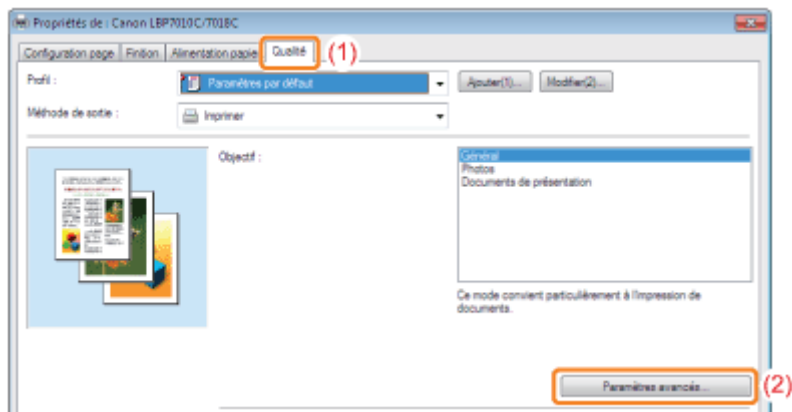 Propriétés de : Canon LBP7010C/7018C
Configuration page Finition Alimentation papier Qualité (1)
Profil : Paramètres par défaut Ajouter(1)... Modifier(2)...
Méthode de sortie : Imprimer
Objectif : Général
Photos
Documents de présentation
Ce mode convient particulièrement à l'impression de
documents.
Paramètres avancés... (2)